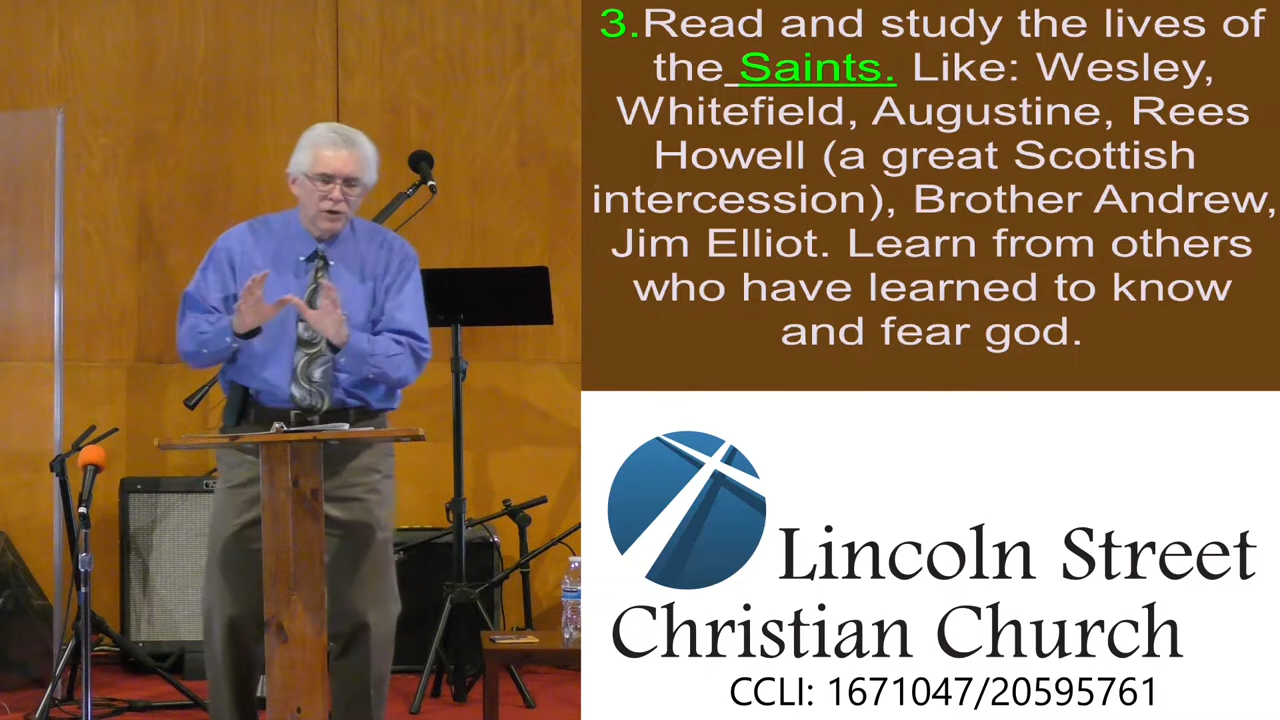 3.Read and study the lives of
the Saints. Like: Wesley,
Whitefield, Augustine, Rees
Howell (a great Scottish
intercession), Brother Andrew,
Jim Elliot. Learn from others
who have learned to know
and fear god.
Lincoln Street
Christian Church
CCLI: 1671047/20595761